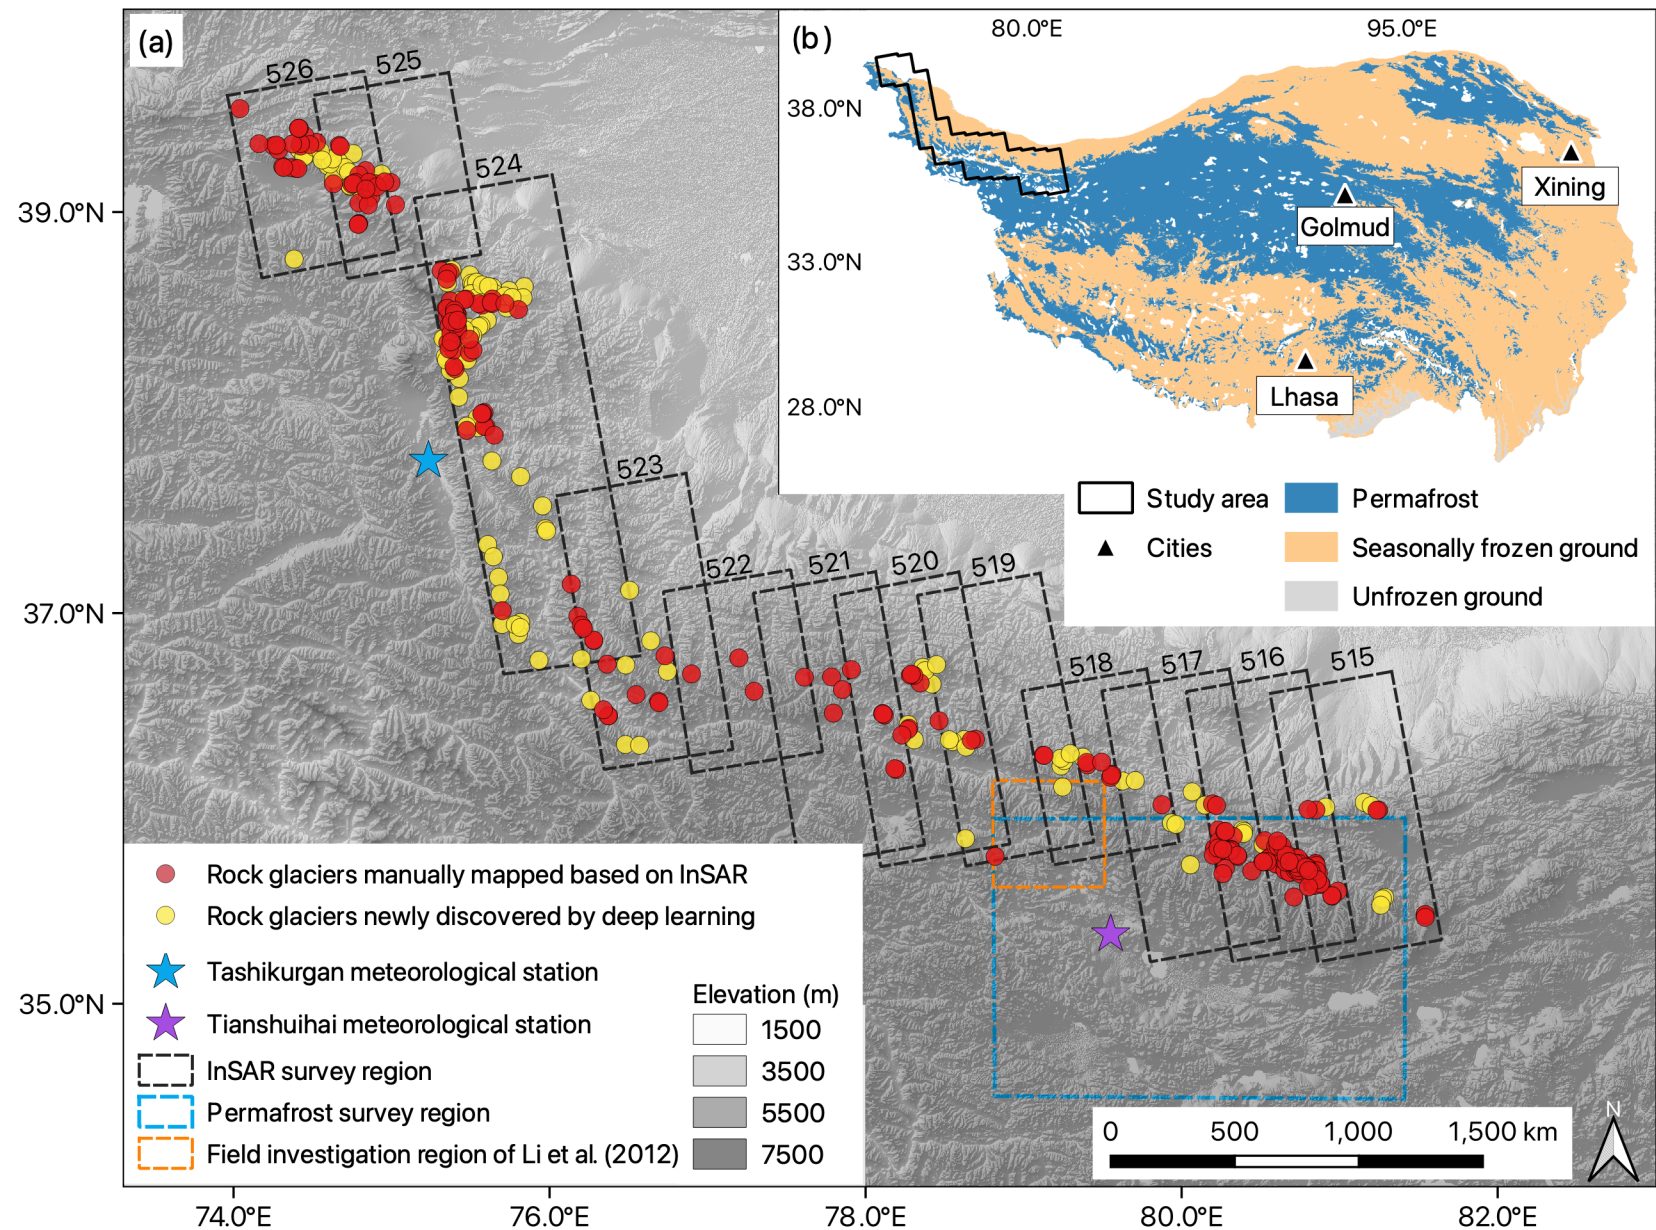 (a)
526
525
524
523
522
521
520
519
518
517
516
515
39.0°N
37.0°N
35.0°N
74.0°E
76.0°E
78.0°E
80.0°E
82.0°E
Rock glaciers manually mapped based on InSAR
Rock glaciers newly discovered by deep learning
Tashikurgan meteorological station
Tianshuihai meteorological station
InSAR survey region
Permafrost survey region
Field investigation region of Li et al. (2012)
Elevation (m)
1500
3500
5500
7500
0 500 1,000 1,500 km
N
(b)
80.0°E 95.0°E
38.0°N
33.0°N
28.0°N
Xining
Golmud
Lhasa
Study area
Cities
Permafrost
Seasonally frozen ground
Unfrozen ground